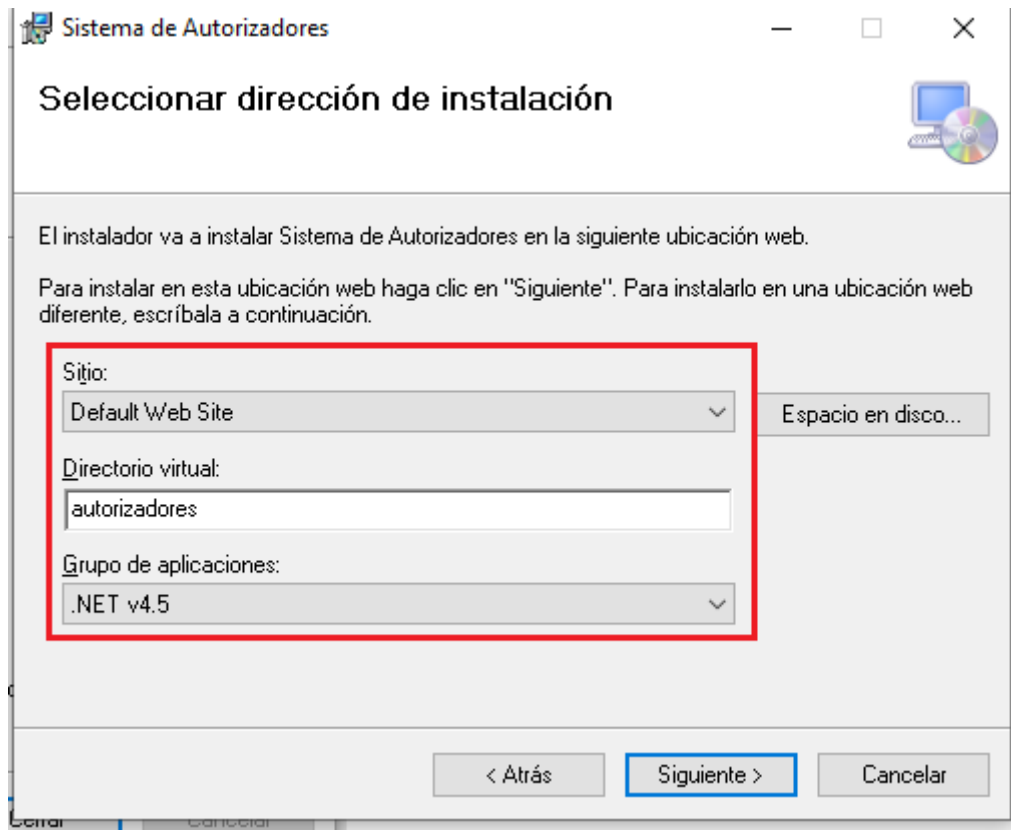 Sistema de Autorizadores
Seleccionar dirección de instalación
El instalador va a instalar Sistema de Autorizadores en la siguiente ubicación web.
Para instalar en esta ubicación web haga clic en "Siguiente". Para instalarlo en una ubicación web
diferente, escríbala a continuación.
Sitio:
Default Web Site
Espacio en disco...
Directorio virtual:
autorizadores
Grupo de aplicaciones:
.NET v4.5
< Atrás
Siguiente >
Cancelar
Cerrar
Cancelar